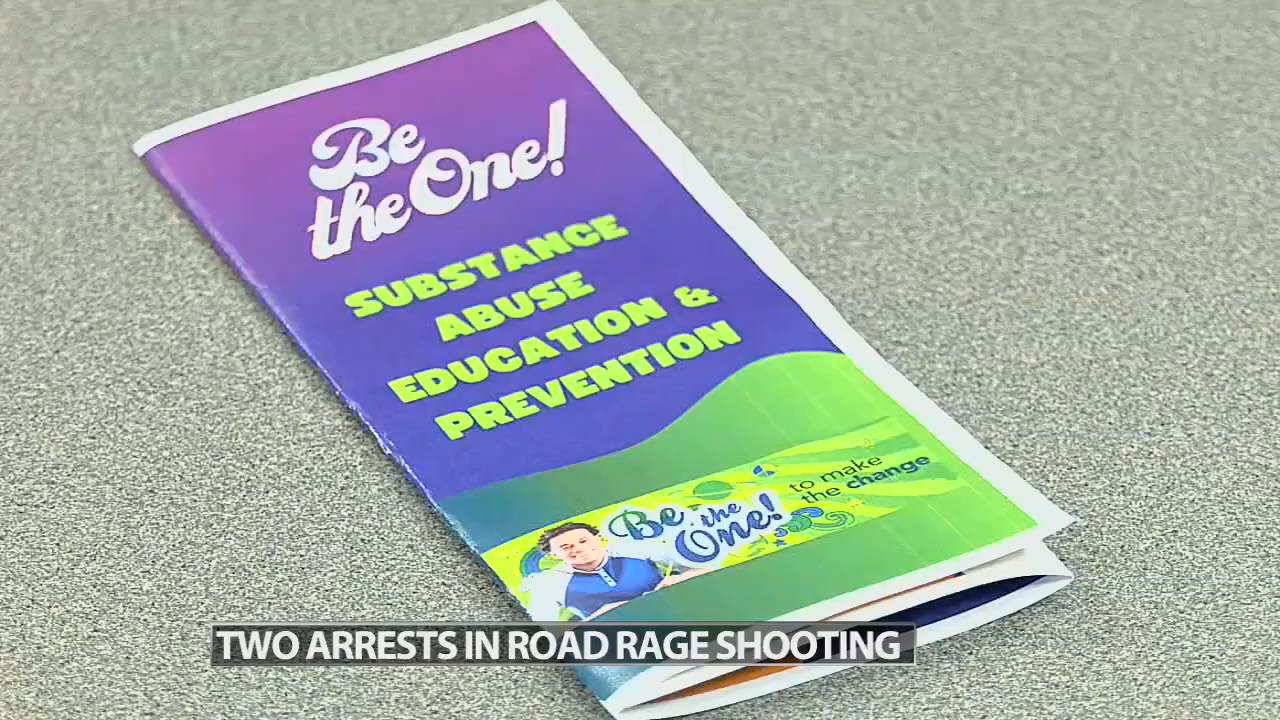 Be
the One!
SUBSTANCE
ABUSE
EDUCATION &
PREVENTION
Be the
One!
to make
the change
TWO ARRESTS IN ROAD RAGE SHOOTING